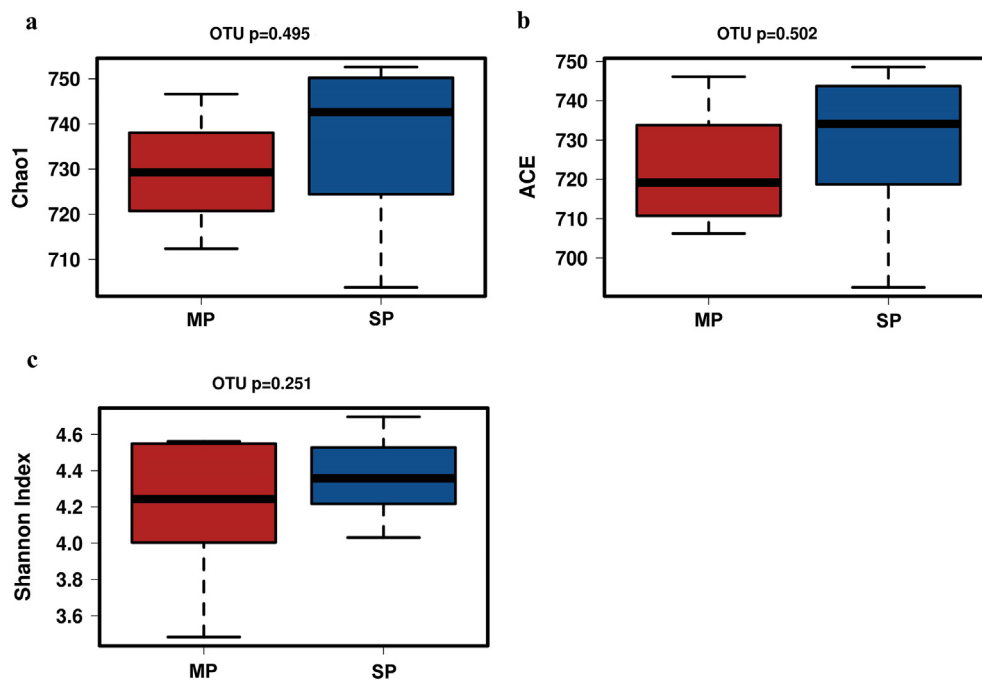 a
OTU p=0.495
Chao1
750
740
730
720
710
MP
SP
b
OTU p=0.502
ACE
750
740
730
720
710
700
MP
SP
c
OTU p=0.251
Shannon Index
4.6
4.4
4.2
4.0
3.8
3.6
MP
SP